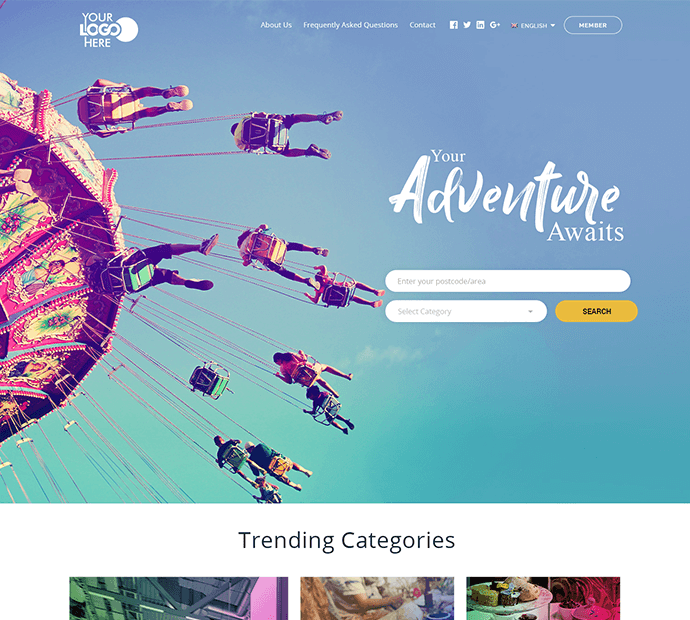 YOUR
LOGO
HERE
About Us
Frequently Asked Questions
Contact
ENGLISH
MEMBER
Your
Adventure
Awaits
Enter your postcode/area
Select Category
SEARCH
Trending Categories